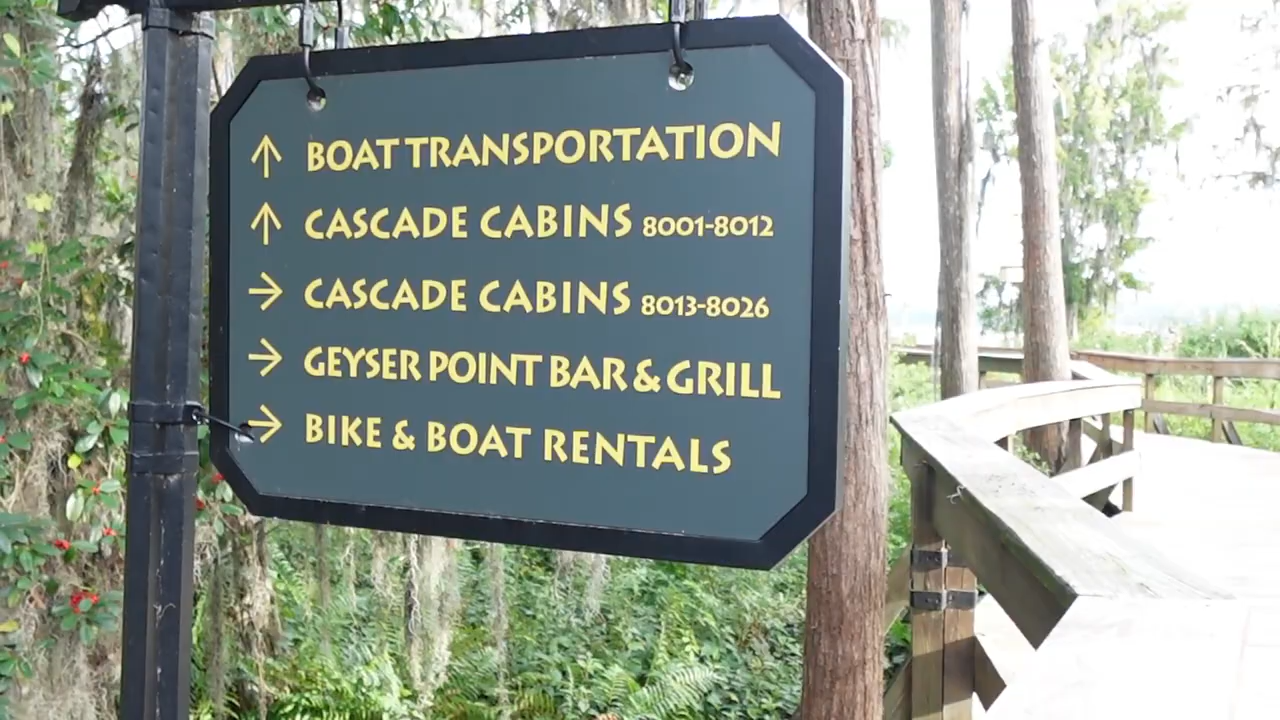 ↑ BOAT TRANSPORTATION
↑ CASCADE CABINS 8001-8012
→ CASCADE CABINS 8013-8026
→ GEYSER POINT BAR & GRILL
→ BIKE & BOAT RENTALS